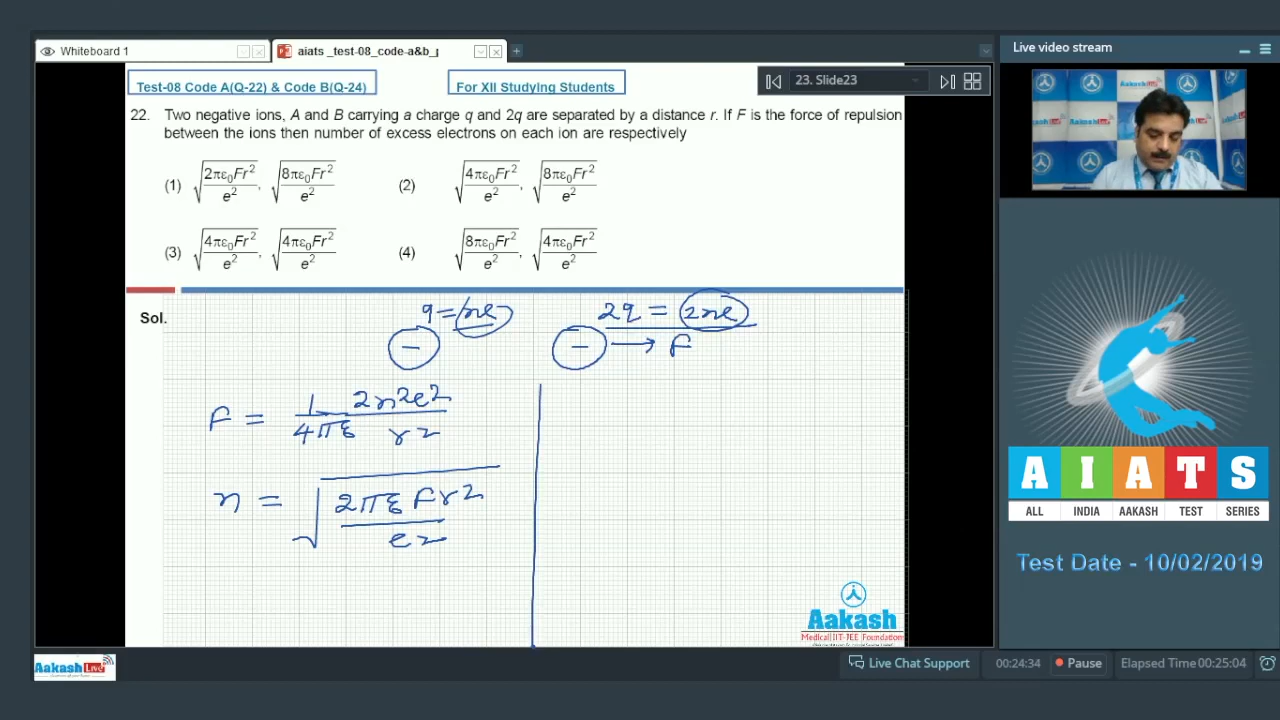 Whiteboard 1
aiats _test-08_code-a&b_p
Live video stream
Test-08 Code A(Q-22) & Code B(Q-24)
For XII Studying Students
23. Slide23
22. Two negative ions, A and B carrying a charge q and 2q are separated by a distance r. If F is the force of repulsion
between the ions then number of excess electrons on each ion are respectively
(1) √(2πε₀Fr²/e²), √(8πε₀Fr²/e²) (2) √(4πε₀Fr²/e²), √(8πε₀Fr²/e²)
(3) √(4πε₀Fr²/e²), √(4πε₀Fr²/e²) (4) √(8πε₀Fr²/e²), √(4πε₀Fr²/e²)
Sol.
q = ne 2q = 2ne
− − → F
F = 1/4πε 2n²e²/r²
n = √(2πε Fr²/e²)
Aakash
Medical|IIT-JEE|Foundations
A I A T S
ALL INDIA AAKASH TEST SERIES
Test Date - 10/02/2019
Aakash Live
Live Chat Support
00:24:34
Pause
Elapsed Time 00:25:04